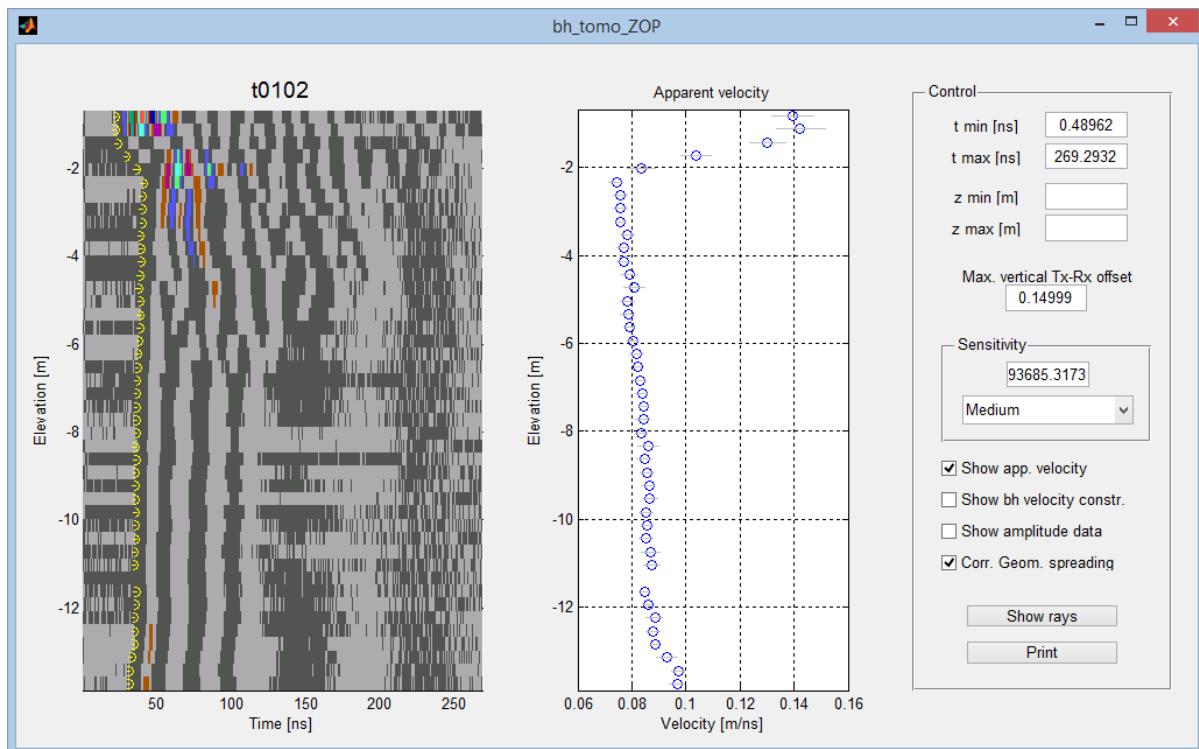 bh_tomo_ZOP
t0102
-2
-4
-6
-8
-10
-12
Elevation [m]
50
100
150
200
250
Time [ns]
Apparent velocity
-2
-4
-6
-8
-10
-12
Elevation [m]
0.06
0.08
0.1
0.12
0.14
0.16
Velocity [m/ns]
Control
t min [ns] 0.48962
t max [ns] 269.2932
z min [m]
z max [m]
Max. vertical Tx-Rx offset
0.14999
Sensitivity
93685.3173
Medium
Show app. velocity
Show bh velocity constr.
Show amplitude data
Corr. Geom. spreading
Show rays
Print